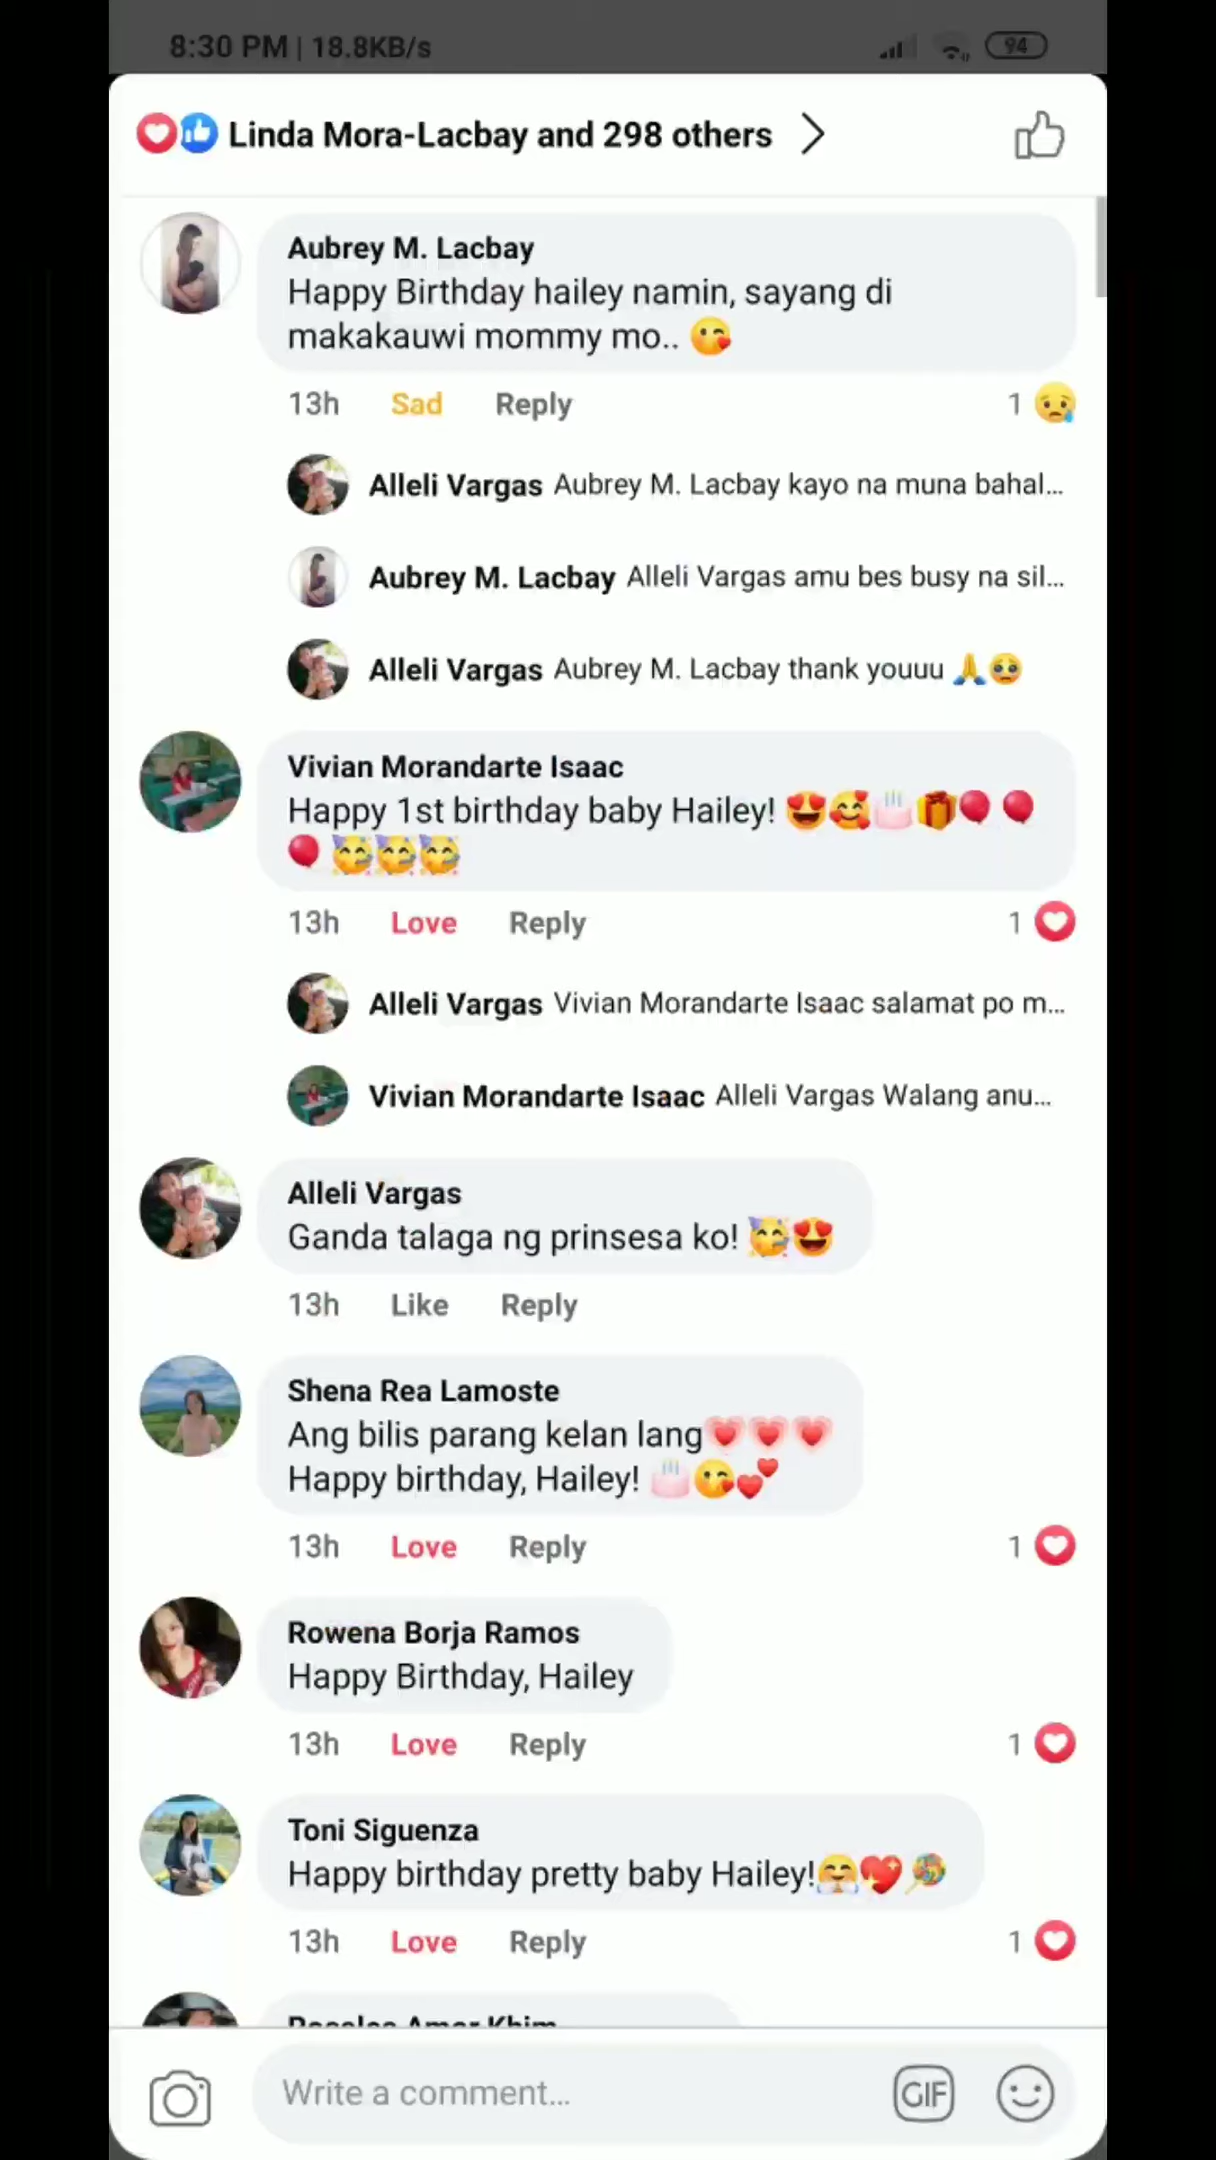 8:30 PM | 18.8KB/s
94
Linda Mora-Lacbay and 298 others
Aubrey M. Lacbay
Happy Birthday hailey namin, sayang di
makakauwi mommy mo.. 😘
13h Sad Reply 1 😢
Alleli Vargas Aubrey M. Lacbay kayo na muna bahal...
Aubrey M. Lacbay Alleli Vargas amu bes busy na sil...
Alleli Vargas Aubrey M. Lacbay thank youuu 🙏🥺
Vivian Morandarte Isaac
Happy 1st birthday baby Hailey! 😍🥰🎂🎁🎈🎈
🎈🥳🥳🥳
13h Love Reply 1
Alleli Vargas Vivian Morandarte Isaac salamat po m...
Vivian Morandarte Isaac Alleli Vargas Walang anu...
Alleli Vargas
Ganda talaga ng prinsesa ko! 🥳😍
13h Like Reply
Shena Rea Lamoste
Ang bilis parang kelan lang💗💗💗
Happy birthday, Hailey! 🎂😘💕
13h Love Reply 1
Rowena Borja Ramos
Happy Birthday, Hailey
13h Love Reply 1
Toni Siguenza
Happy birthday pretty baby Hailey!🤗💖🍭
13h Love Reply 1
Write a comment...
GIF